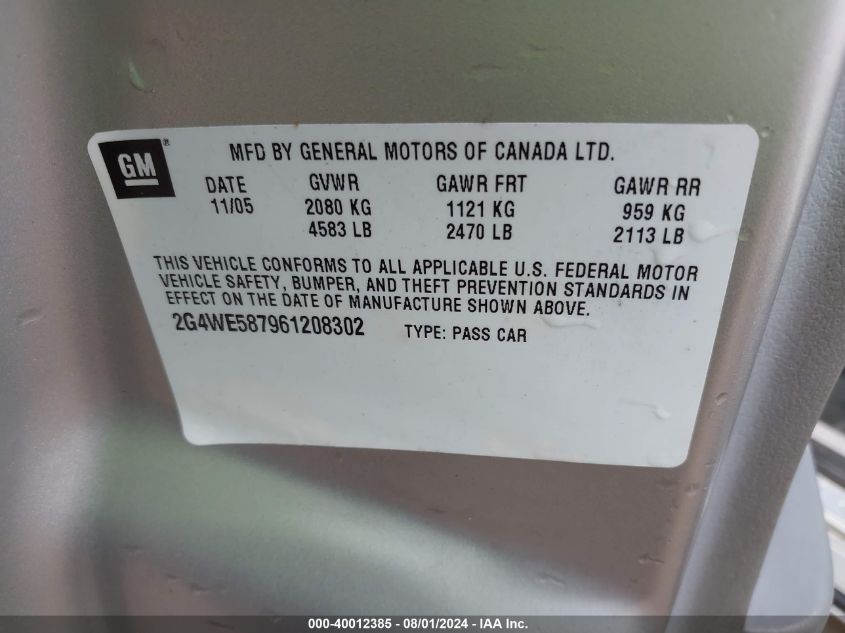 GM®
MFD BY GENERAL MOTORS OF CANADA LTD.
DATE GVWR GAWR FRT GAWR RR
11/05 2080 KG 1121 KG 959 KG
4583 LB 2470 LB 2113 LB
THIS VEHICLE CONFORMS TO ALL APPLICABLE U.S. FEDERAL MOTOR
VEHICLE SAFETY, BUMPER, AND THEFT PREVENTION STANDARDS IN
EFFECT ON THE DATE OF MANUFACTURE SHOWN ABOVE.
2G4WE587961208302 TYPE: PASS CAR
000-40012385 - 08/01/2024 - IAA Inc.